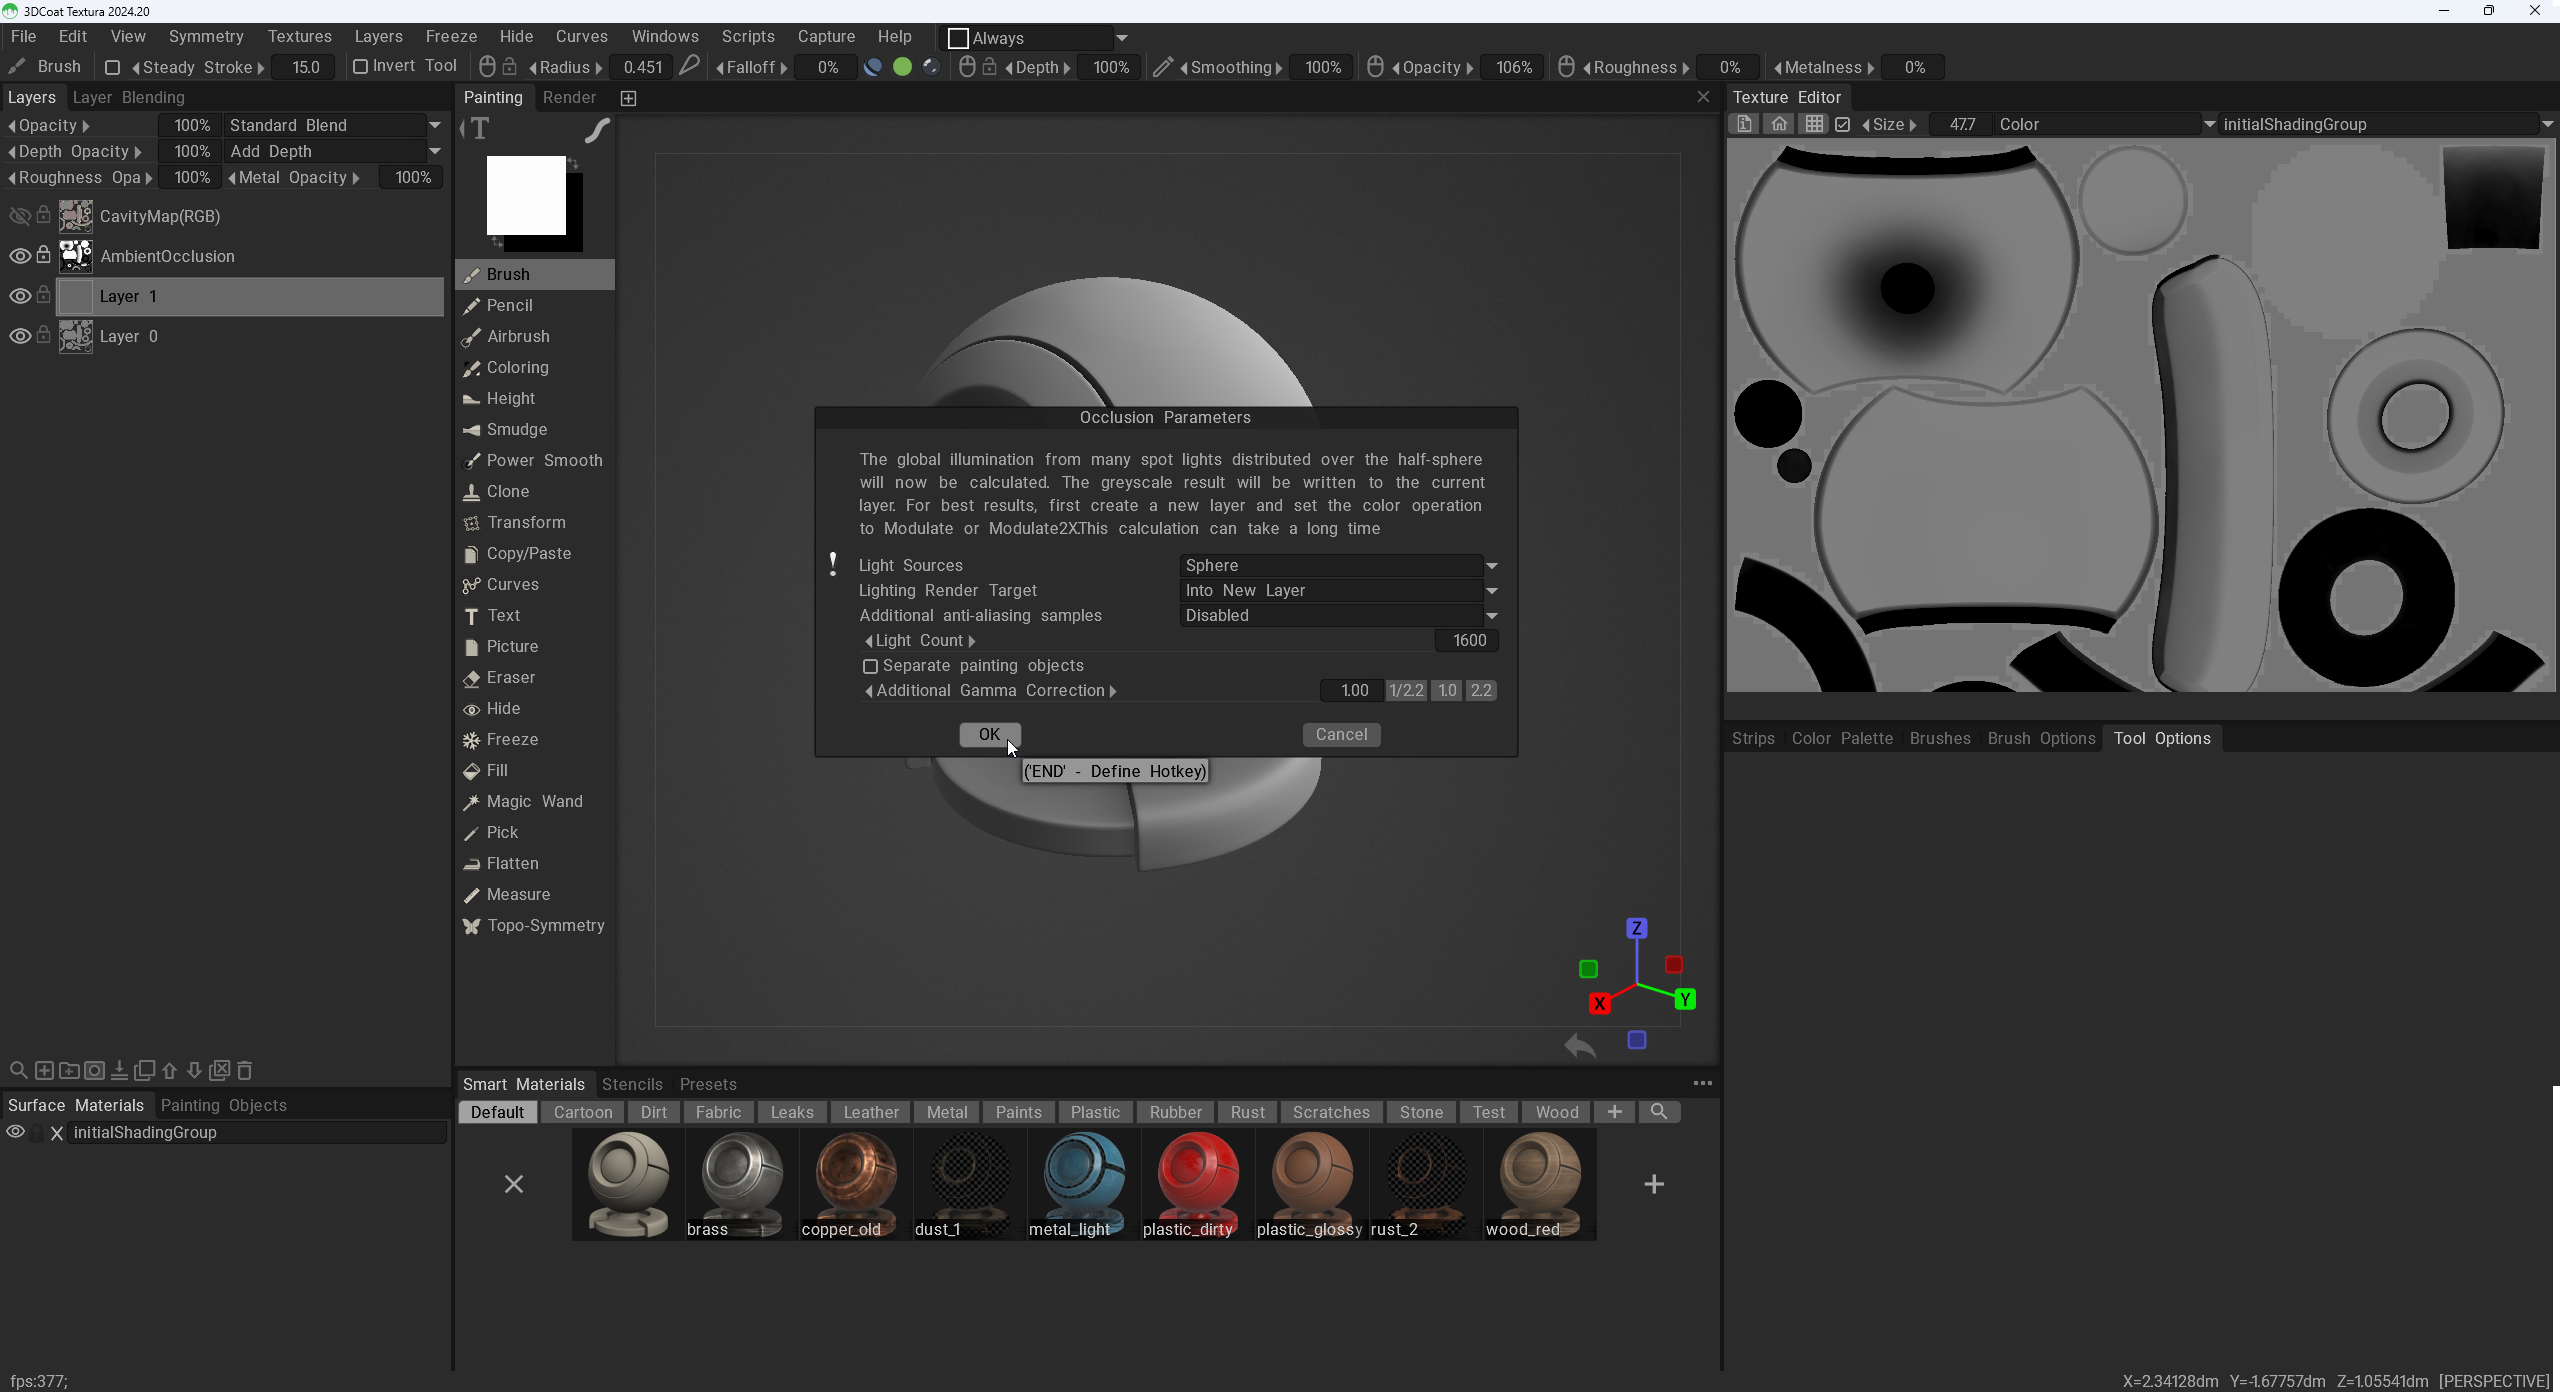 3DCoat Textura 2024.20
File Edit View Symmetry Textures Layers Freeze Hide Curves Windows Scripts Capture Help Always
Brush Steady Stroke 15.0 Invert Tool Radius 0.451 Falloff 0% Depth 100% Smoothing 100% Opacity 106% Roughness 0% Metalness 0%
Layers Layer Blending
Opacity 100% Standard Blend
Depth Opacity 100% Add Depth
Roughness Opa 100% Metal Opacity 100%
CavityMap(RGB)
AmbientOcclusion
Layer 1
Layer 0
Surface Materials Painting Objects
X initialShadingGroup
Painting Render
T
Brush
Pencil
Airbrush
Coloring
Height
Smudge
Power Smooth
Clone
Transform
Copy/Paste
Curves
Text
Picture
Eraser
Hide
Freeze
Fill
Magic Wand
Pick
Flatten
Measure
Topo-Symmetry
Occlusion Parameters
The global illumination from many spot lights distributed over the half-sphere
will now be calculated. The greyscale result will be written to the current
layer. For best results, first create a new layer and set the color operation
to Modulate or Modulate2X.This calculation can take a long time
Light Sources Sphere
Lighting Render Target Into New Layer
Additional anti-aliasing samples Disabled
Light Count 1600
Separate painting objects
Additional Gamma Correction 1.00 1/2.2 1.0 2.2
OK Cancel
('END' - Define Hotkey)
Z
X
Y
Smart Materials Stencils Presets
Default Cartoon Dirt Fabric Leaks Leather Metal Paints Plastic Rubber Rust Scratches Stone Test Wood
brass copper_old dust_1 metal_light plastic_dirty plastic_glossy rust_2 wood_red
Texture Editor
Size 47.7 Color initialShadingGroup
Strips Color Palette Brushes Brush Options Tool Options
fps:377;
X=2.34128dm Y=-1.67757dm Z=1.05541dm [PERSPECTIVE]